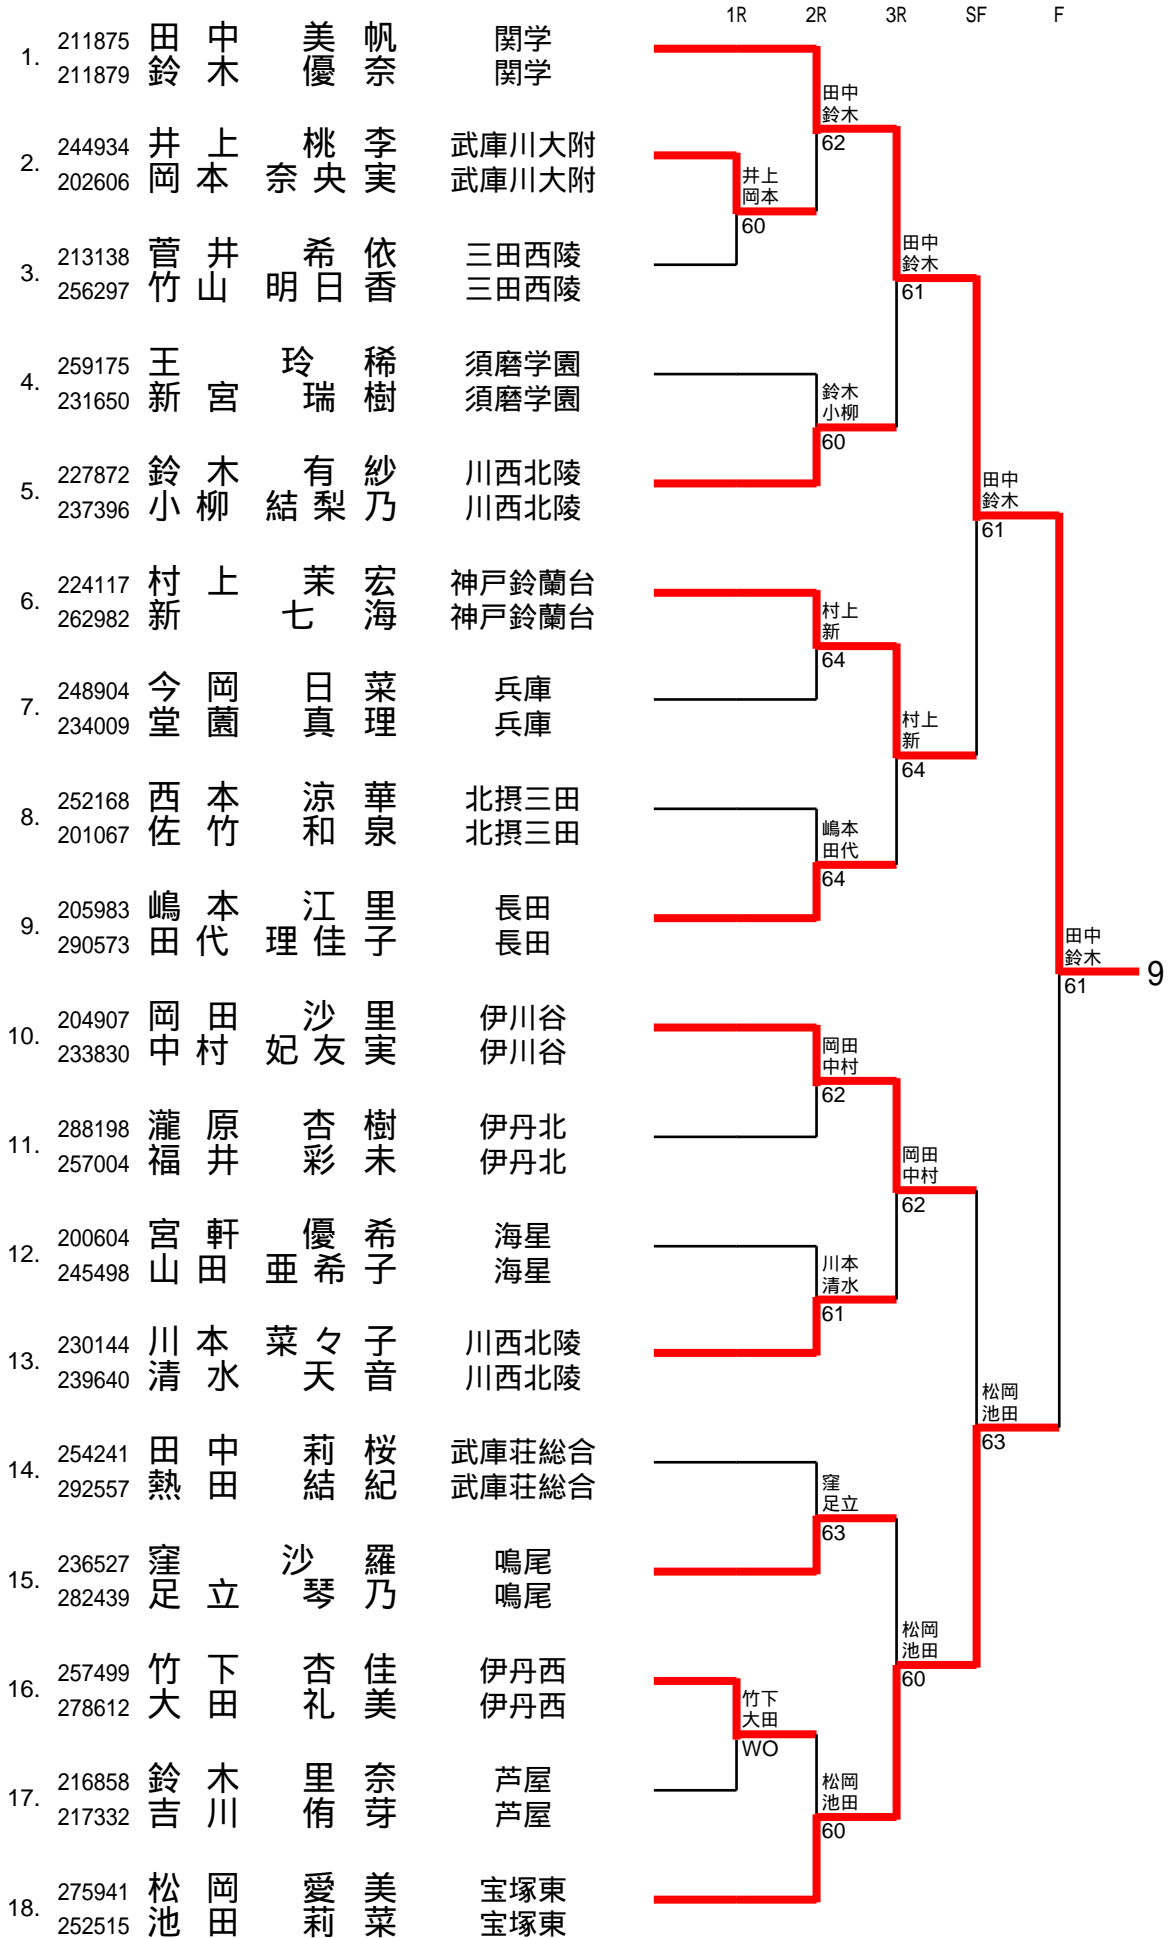 1R 2R 3R SF F
1. 211875 田中 美帆 関学
211879 鈴木 優奈 関学
田中
鈴木
62
2. 244934 井上 桃李 武庫川大附
202606 岡本 奈央実 武庫川大附
井上
岡本
60
3. 213138 菅井 希依 三田西陵
256297 竹山 明日香 三田西陵
田中
鈴木
61
4. 259175 王 玲稀 須磨学園
231650 新宮 瑞樹 須磨学園
鈴木
小柳
60
5. 227872 鈴木 有紗 川西北陵
237396 小柳 結梨乃 川西北陵
田中
鈴木
61
6. 224117 村上 茉宏 神戸鈴蘭台
262982 新 七海 神戸鈴蘭台
村上
新
64
7. 248904 今岡 日菜 兵庫
234009 堂薗 真理 兵庫
村上
新
64
8. 252168 西本 涼華 北摂三田
201067 佐竹 和泉 北摂三田
嶋本
田代
64
9. 205983 嶋本 江里 長田
290573 田代 理佳子 長田
田中
鈴木
61
9
10. 204907 岡田 沙里 伊川谷
233830 中村 妃友実 伊川谷
岡田
中村
62
11. 288198 瀧原 杏樹 伊丹北
257004 福井 彩未 伊丹北
岡田
中村
62
12. 200604 宮軒 優希 海星
245498 山田 亜希子 海星
川本
清水
61
13. 230144 川本 菜々子 川西北陵
239640 清水 天音 川西北陵
松岡
池田
63
14. 254241 田中 莉桜 武庫荘総合
292557 熱田 結紀 武庫荘総合
窪
足立
63
15. 236527 窪 沙羅 鳴尾
282439 足立 琴乃 鳴尾
松岡
池田
60
16. 257499 竹下 杏佳 伊丹西
278612 大田 礼美 伊丹西
竹下
大田
WO
17. 216858 鈴木 里奈 芦屋
217332 吉川 侑芽 芦屋
松岡
池田
60
18. 275941 松岡 愛美 宝塚東
252515 池田 莉菜 宝塚東